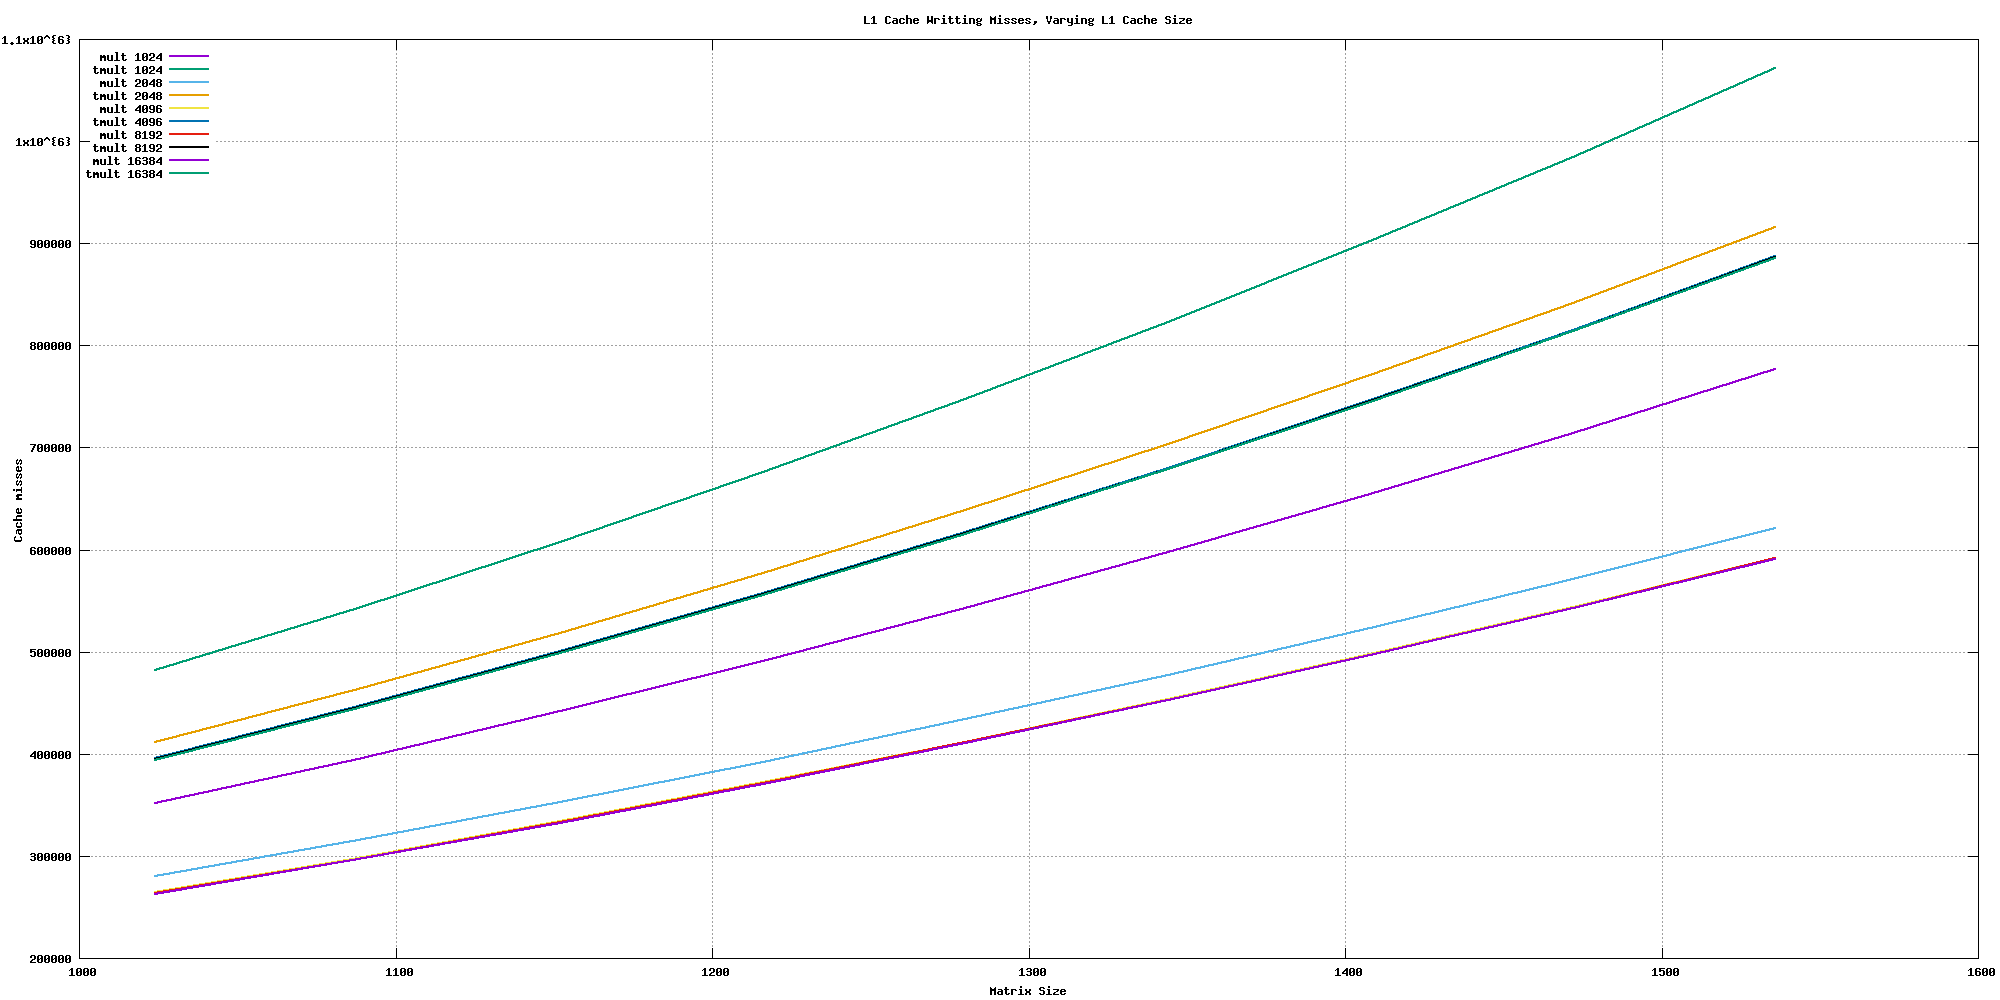 L1 Cache Writting Misses, Varying L1 Cache Size
1.1x10^{6}
1x10^{6}
900000
800000
700000
600000
500000
400000
300000
200000
Cache misses
mult 1024
tmult 1024
mult 2048
tmult 2048
mult 4096
tmult 4096
mult 8192
tmult 8192
mult 16384
tmult 16384
1000 1100 1200 1300 1400 1500 1600
Matrix Size